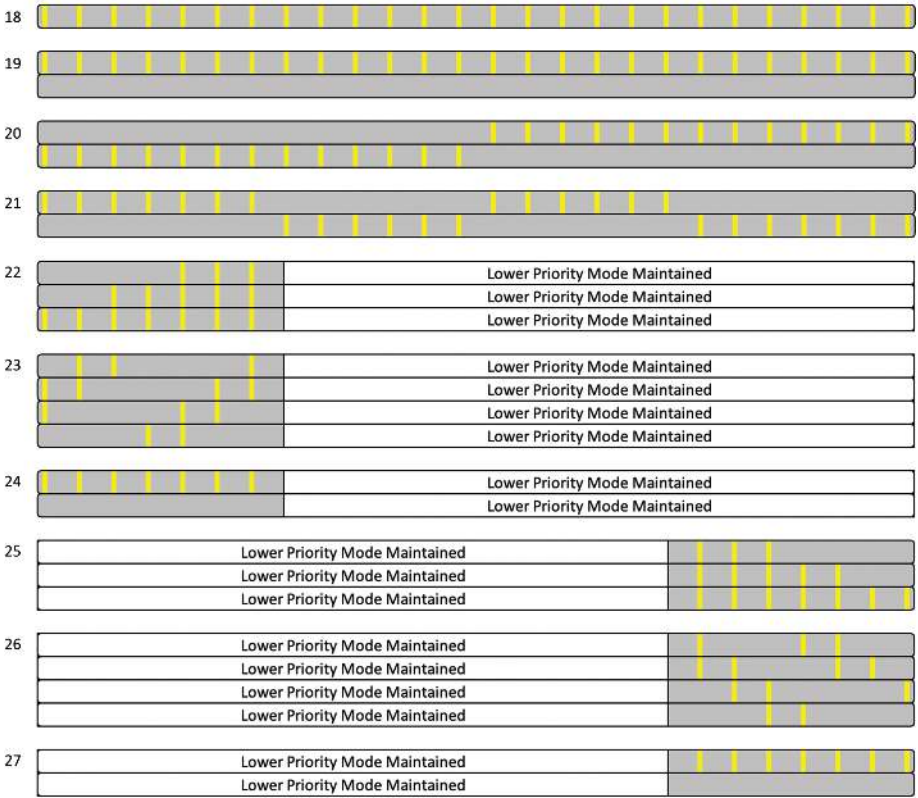 18
19
20
21
22 Lower Priority Mode Maintained
Lower Priority Mode Maintained
Lower Priority Mode Maintained
23 Lower Priority Mode Maintained
Lower Priority Mode Maintained
Lower Priority Mode Maintained
Lower Priority Mode Maintained
24 Lower Priority Mode Maintained
Lower Priority Mode Maintained
25 Lower Priority Mode Maintained
Lower Priority Mode Maintained
Lower Priority Mode Maintained
26 Lower Priority Mode Maintained
Lower Priority Mode Maintained
Lower Priority Mode Maintained
Lower Priority Mode Maintained
27 Lower Priority Mode Maintained
Lower Priority Mode Maintained